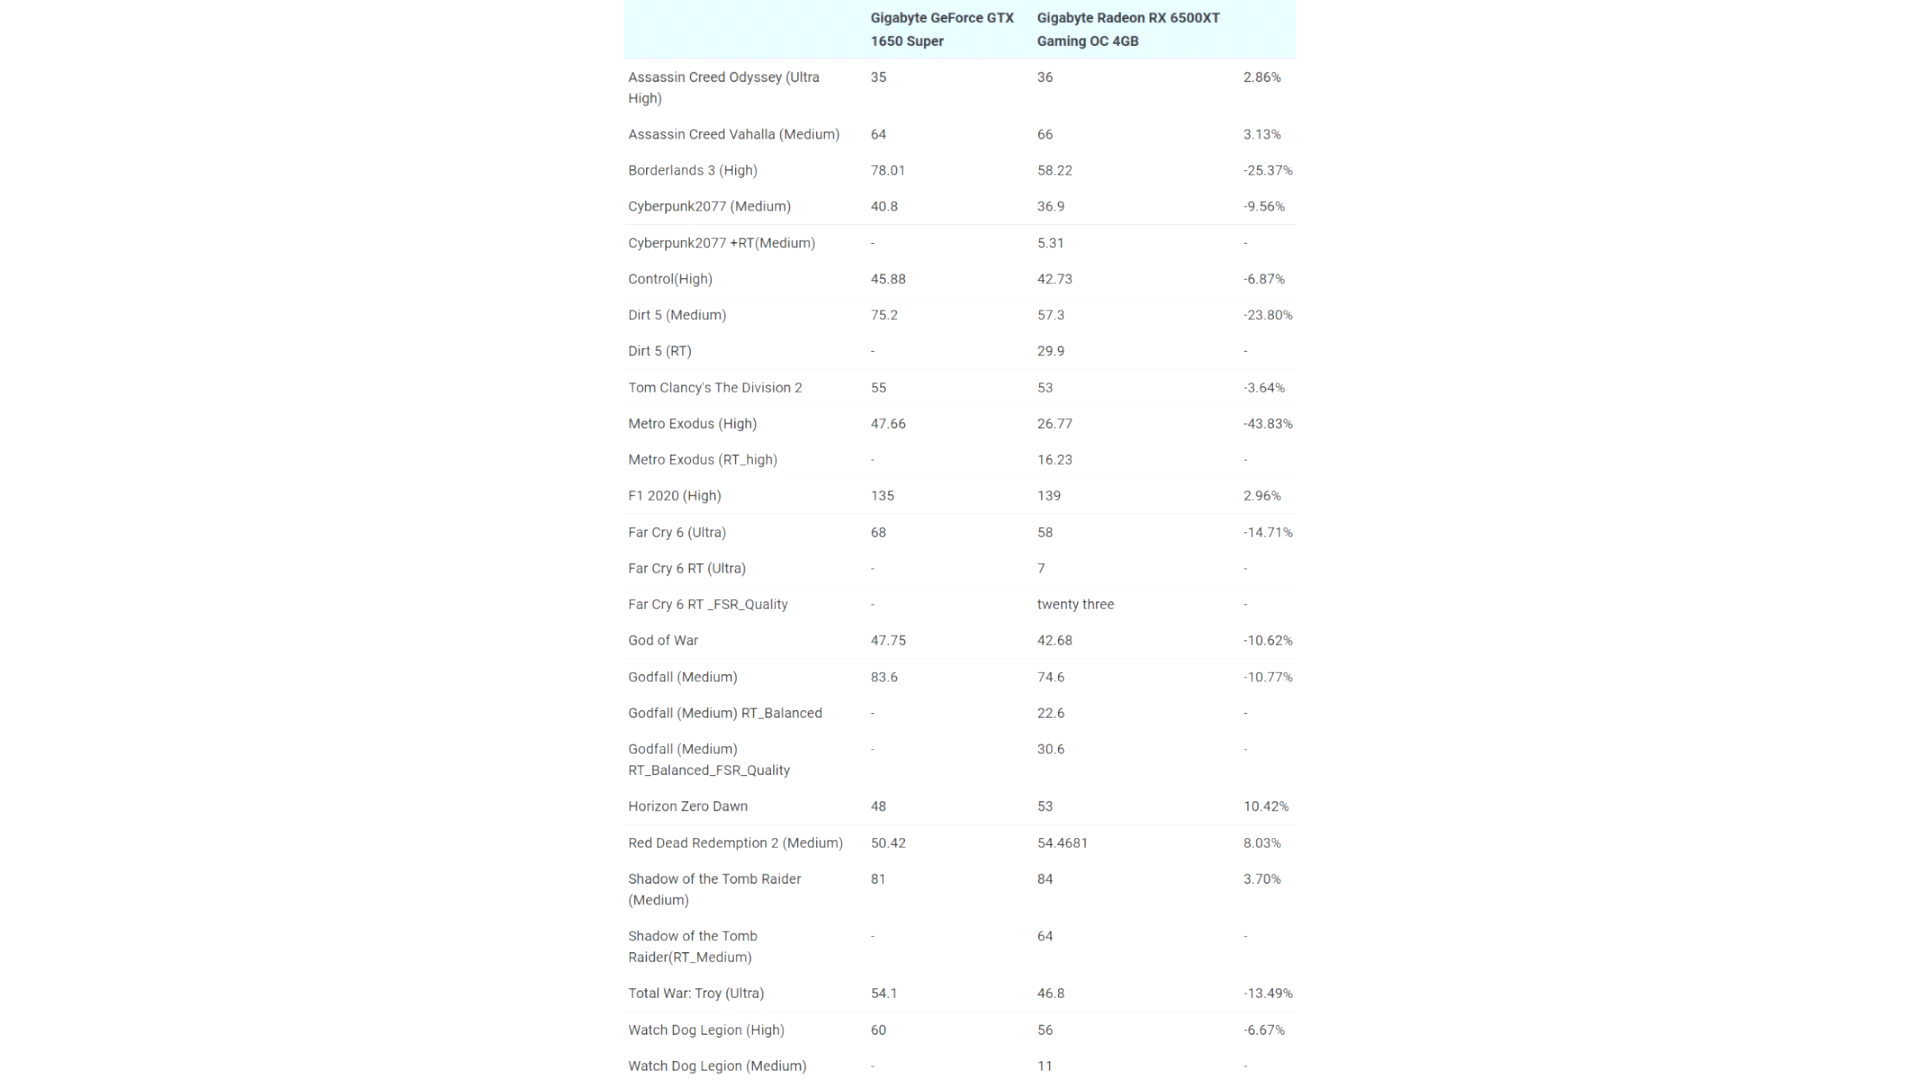 Gigabyte GeForce GTX 1650 Super Gigabyte Radeon RX 6500XT Gaming OC 4GB
Assassin Creed Odyssey (Ultra High) 35 36 2.86%
Assassin Creed Vahalla (Medium) 64 66 3.13%
Borderlands 3 (High) 78.01 58.22 -25.37%
Cyberpunk2077 (Medium) 40.8 36.9 -9.56%
Cyberpunk2077 +RT(Medium) - 5.31 -
Control(High) 45.88 42.73 -6.87%
Dirt 5 (Medium) 75.2 57.3 -23.80%
Dirt 5 (RT) - 29.9 -
Tom Clancy's The Division 2 55 53 -3.64%
Metro Exodus (High) 47.66 26.77 -43.83%
Metro Exodus (RT_high) - 16.23 -
F1 2020 (High) 135 139 2.96%
Far Cry 6 (Ultra) 68 58 -14.71%
Far Cry 6 RT (Ultra) - 7 -
Far Cry 6 RT _FSR_Quality - twenty three -
God of War 47.75 42.68 -10.62%
Godfall (Medium) 83.6 74.6 -10.77%
Godfall (Medium) RT_Balanced - 22.6 -
Godfall (Medium) RT_Balanced_FSR_Quality - 30.6 -
Horizon Zero Dawn 48 53 10.42%
Red Dead Redemption 2 (Medium) 50.42 54.4681 8.03%
Shadow of the Tomb Raider (Medium) 81 84 3.70%
Shadow of the Tomb Raider(RT_Medium) - 64 -
Total War: Troy (Ultra) 54.1 46.8 -13.49%
Watch Dog Legion (High) 60 56 -6.67%
Watch Dog Legion (Medium) - 11 -